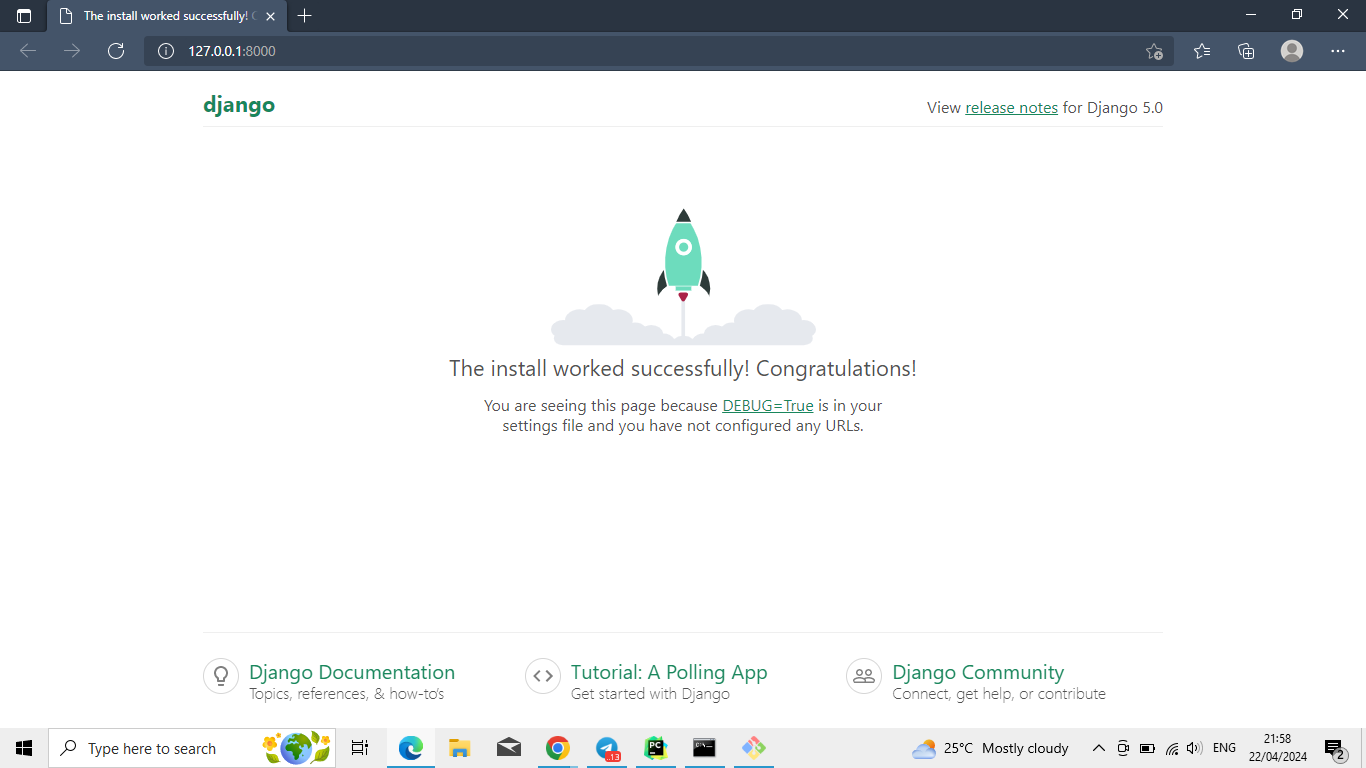 The install worked successfully!
127.0.0.1:8000
django
View release notes for Django 5.0
The install worked successfully! Congratulations!
You are seeing this page because DEBUG=True is in your
settings file and you have not configured any URLs.
Django Documentation
Topics, references, & how-to's
Tutorial: A Polling App
Get started with Django
Django Community
Connect, get help, or contribute
Type here to search
13
PC
25°C Mostly cloudy
ENG
21:58
22/04/2024
2